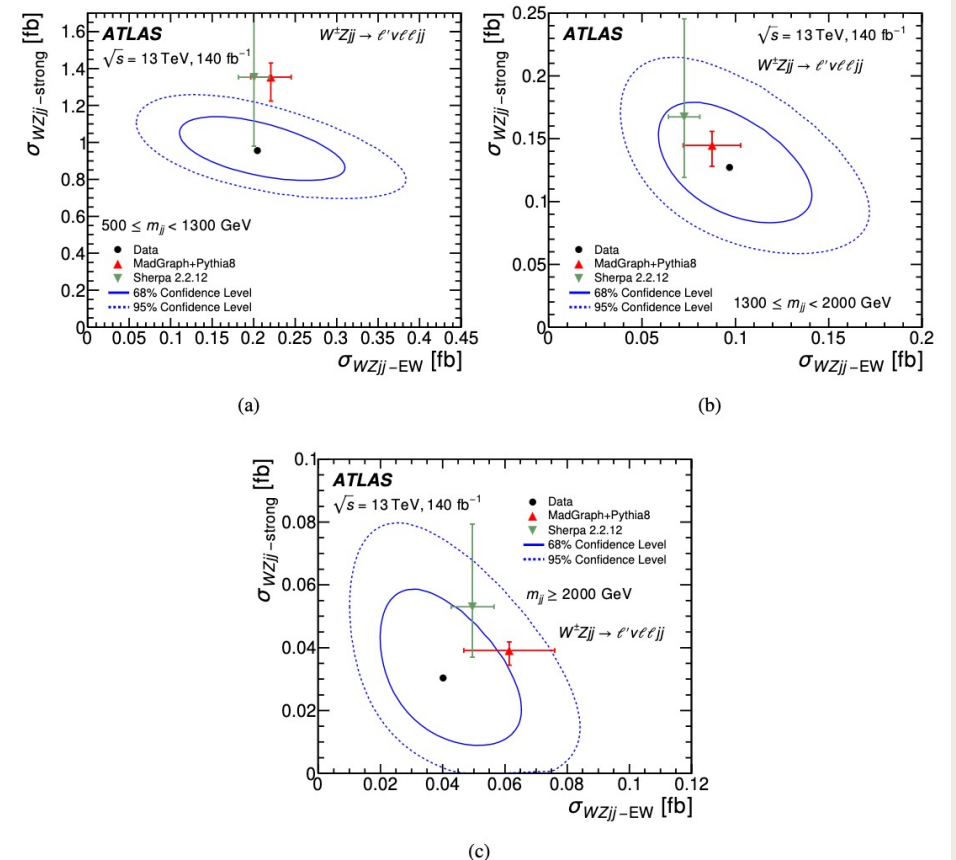 ATLAS
W±Zjj → ℓ′νℓℓjj
√s = 13 TeV, 140 fb⁻¹
500 ≤ mjj < 1300 GeV
Data
MadGraph+Pythia8
Sherpa 2.2.12
68% Confidence Level
95% Confidence Level
σWZjj−strong [fb]
1.6
1.4
1.2
1
0.8
0.6
0.4
0.2
0
0 0.05 0.1 0.15 0.2 0.25 0.3 0.35 0.4 0.45
σWZjj−EW [fb]
(a)
ATLAS
√s = 13 TeV, 140 fb⁻¹
W±Zjj → ℓ′νℓℓjj
Data
MadGraph+Pythia8
Sherpa 2.2.12
68% Confidence Level
95% Confidence Level
1300 ≤ mjj < 2000 GeV
σWZjj−strong [fb]
0.25
0.2
0.15
0.1
0.05
0
0 0.05 0.1 0.15 0.2
σWZjj−EW [fb]
(b)
ATLAS
√s = 13 TeV, 140 fb⁻¹
Data
MadGraph+Pythia8
Sherpa 2.2.12
68% Confidence Level
95% Confidence Level
mjj ≥ 2000 GeV
W±Zjj → ℓ′νℓℓjj
σWZjj−strong [fb]
0.1
0.08
0.06
0.04
0.02
0
0 0.02 0.04 0.06 0.08 0.1 0.12
σWZjj−EW [fb]
(c)